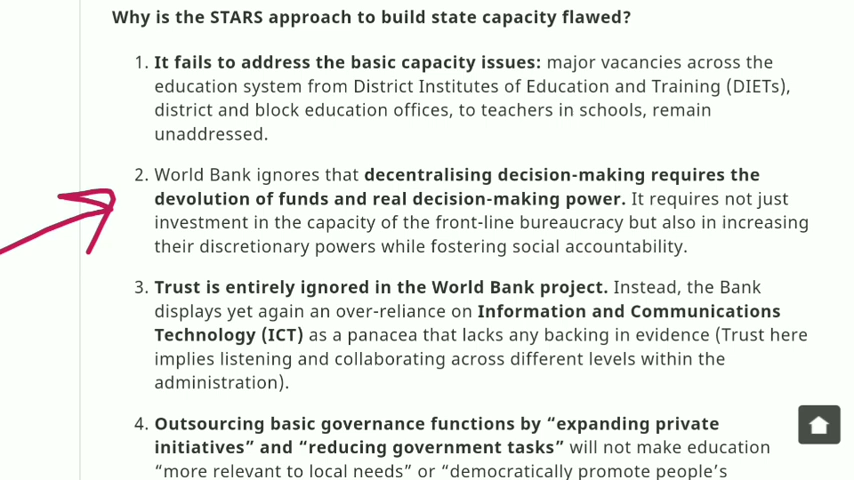 Why is the STARS approach to build state capacity flawed?
1. It fails to address the basic capacity issues: major vacancies across the
education system from District Institutes of Education and Training (DIETs),
district and block education offices, to teachers in schools, remain
unaddressed.
2. World Bank ignores that decentralising decision-making requires the
devolution of funds and real decision-making power. It requires not just
investment in the capacity of the front-line bureaucracy but also in increasing
their discretionary powers while fostering social accountability.
3. Trust is entirely ignored in the World Bank project. Instead, the Bank
displays yet again an over-reliance on Information and Communications
Technology (ICT) as a panacea that lacks any backing in evidence (Trust here
implies listening and collaborating across different levels within the
administration).
4. Outsourcing basic governance functions by “expanding private
initiatives” and “reducing government tasks” will not make education
“more relevant to local needs” or “democratically promote people’s